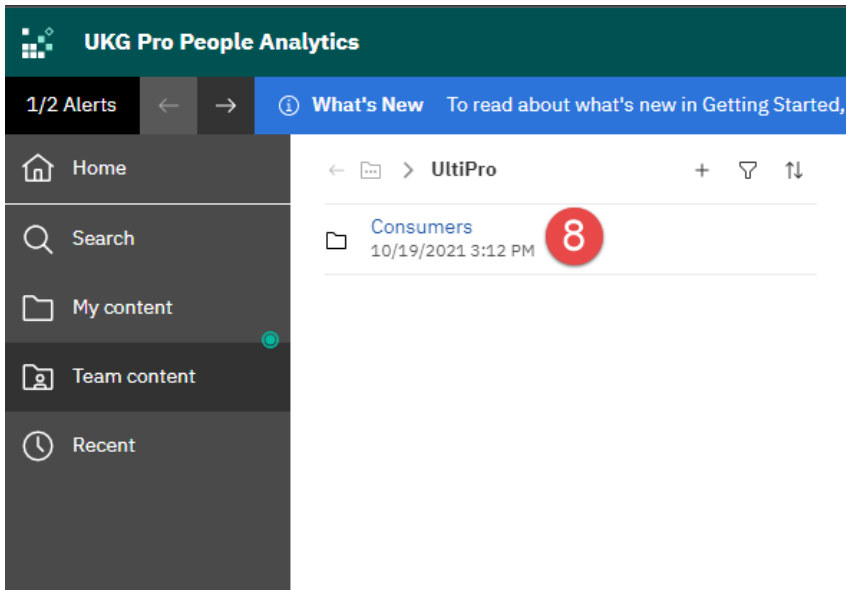 UKG Pro People Analytics
1/2 Alerts
What's New To read about what's new in Getting Started,
Home
UltiPro
Search
Consumers
10/19/2021 3:12 PM
8
My content
Team content
Recent